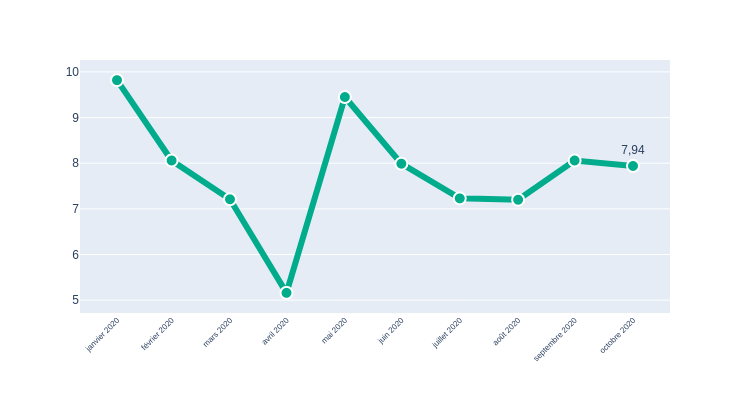 10
9
8
7
6
5
7,94
janvier 2020
février 2020
mars 2020
avril 2020
mai 2020
juin 2020
juillet 2020
août 2020
septembre 2020
octobre 2020